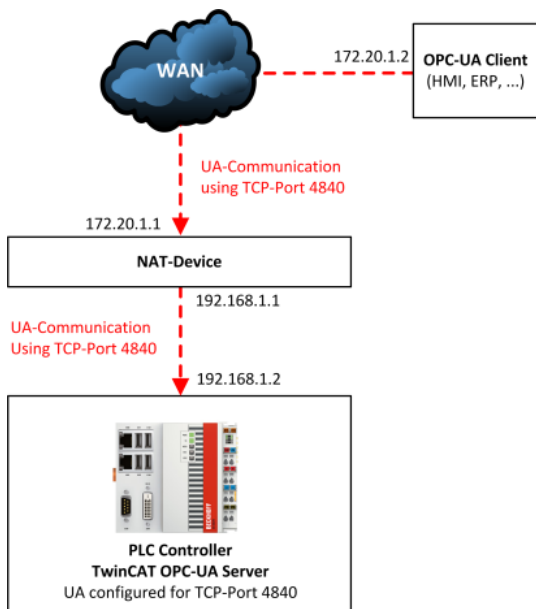 WAN
172.20.1.2
OPC-UA Client
(HMI, ERP, ...)
UA-Communication
using TCP-Port 4840
172.20.1.1
NAT-Device
192.168.1.1
UA-Communication
Using TCP-Port 4840
192.168.1.2
BECKHOFF
PLC Controller
TwinCAT OPC-UA Server
UA configured for TCP-Port 4840